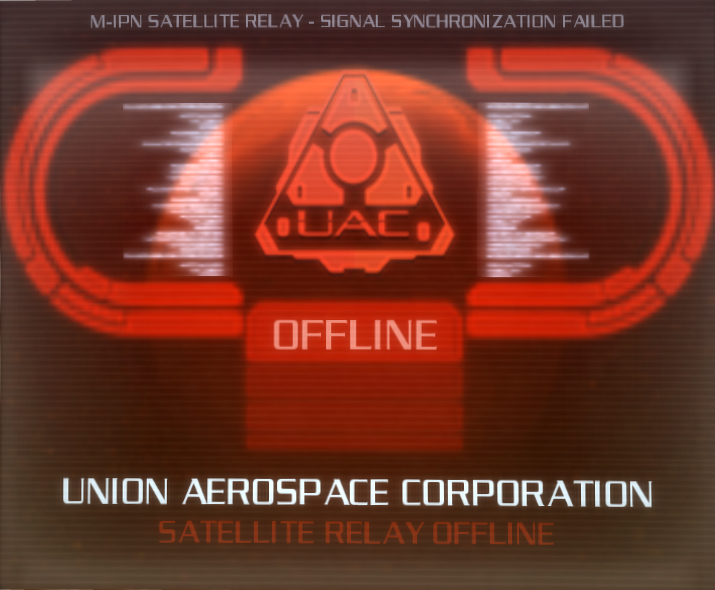 M-IPN SATELLITE RELAY - SIGNAL SYNCHRONIZATION FAILED
UAC
OFFLINE
UNION AEROSPACE CORPORATION
SATELLITE RELAY OFFLINE